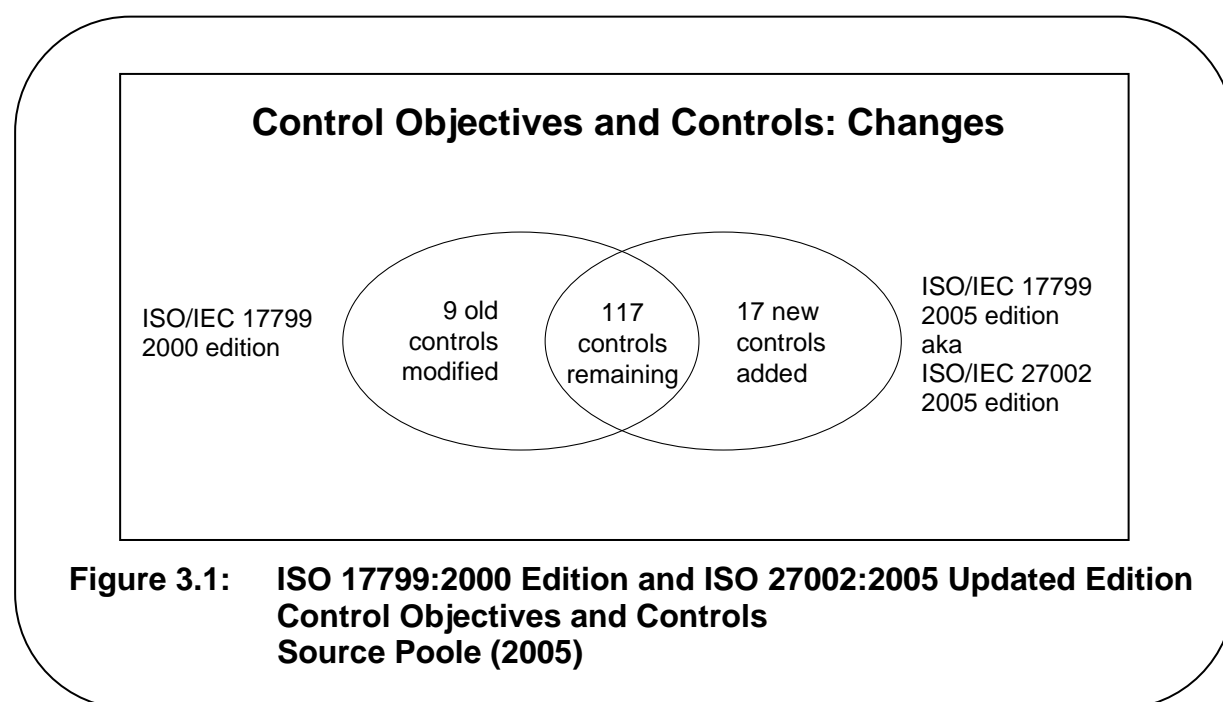 Control Objectives and Controls: Changes
ISO/IEC 17799
2000 edition
9 old
controls
modified
117
controls
remaining
17 new
controls
added
ISO/IEC 17799
2005 edition
aka
ISO/IEC 27002
2005 edition
Figure 3.1: ISO 17799:2000 Edition and ISO 27002:2005 Updated Edition
Control Objectives and Controls
Source Poole (2005)